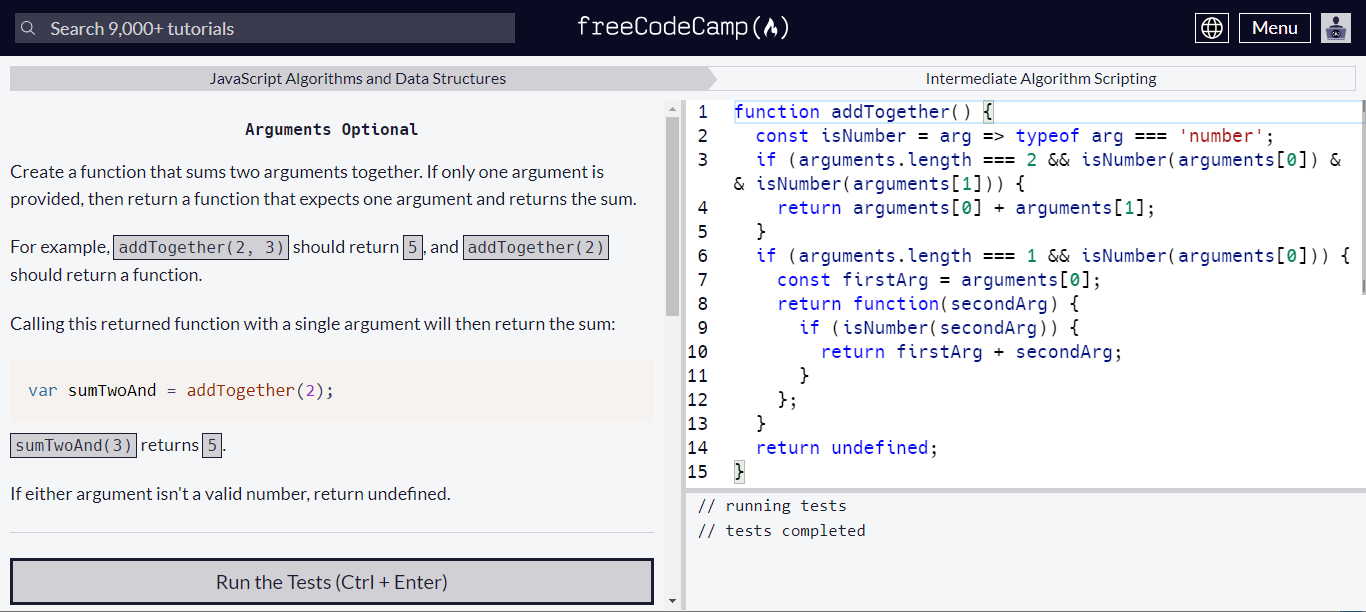 Search 9,000+ tutorials
freeCodeCamp
Menu
JavaScript Algorithms and Data Structures
Intermediate Algorithm Scripting
Arguments Optional
Create a function that sums two arguments together. If only one argument is
provided, then return a function that expects one argument and returns the sum.
For example, addTogether(2, 3) should return 5, and addTogether(2)
should return a function.
Calling this returned function with a single argument will then return the sum:
var sumTwoAnd = addTogether(2);
sumTwoAnd(3) returns 5.
If either argument isn't a valid number, return undefined.
Run the Tests (Ctrl + Enter)
1 function addTogether() {
2 const isNumber = arg => typeof arg === 'number';
3 if (arguments.length === 2 && isNumber(arguments[0]) &
& isNumber(arguments[1])) {
4 return arguments[0] + arguments[1];
5 }
6 if (arguments.length === 1 && isNumber(arguments[0])) {
7 const firstArg = arguments[0];
8 return function(secondArg) {
9 if (isNumber(secondArg)) {
10 return firstArg + secondArg;
11 }
12 };
13 }
14 return undefined;
15 }
// running tests
// tests completed